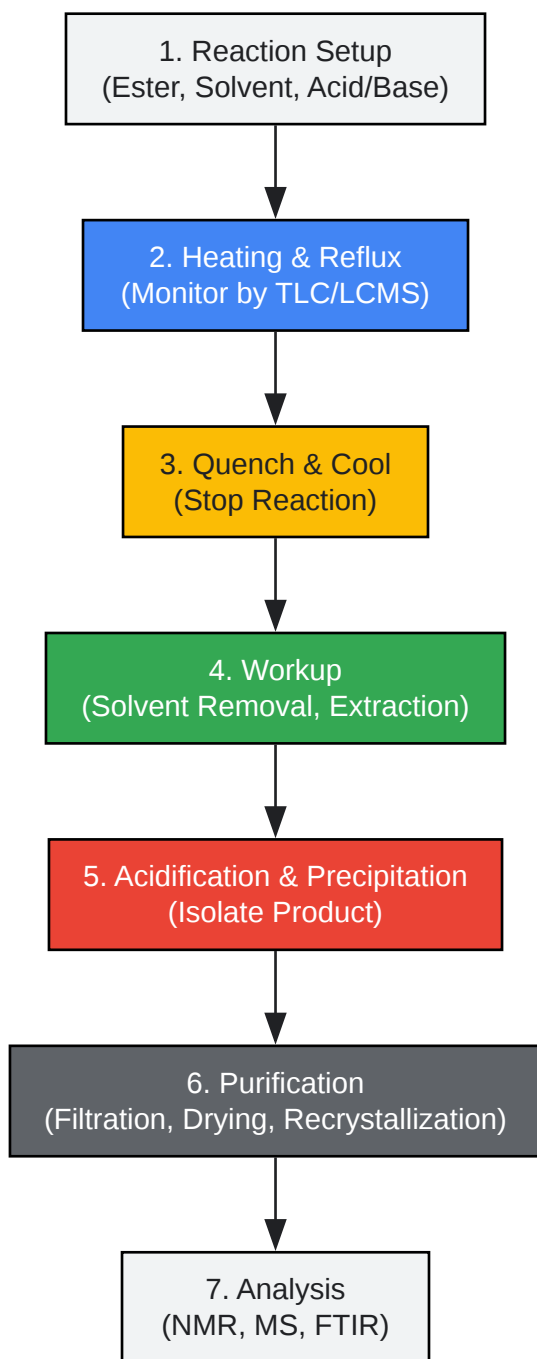 1. Reaction Setup
(Ester, Solvent, Acid/Base)
2. Heating & Reflux
(Monitor by TLC/LCMS)
3. Quench & Cool
(Stop Reaction)
4. Workup
(Solvent Removal, Extraction)
5. Acidification & Precipitation
(Isolate Product)
6. Purification
(Filtration, Drying, Recrystallization)
7. Analysis
(NMR, MS, FTIR)